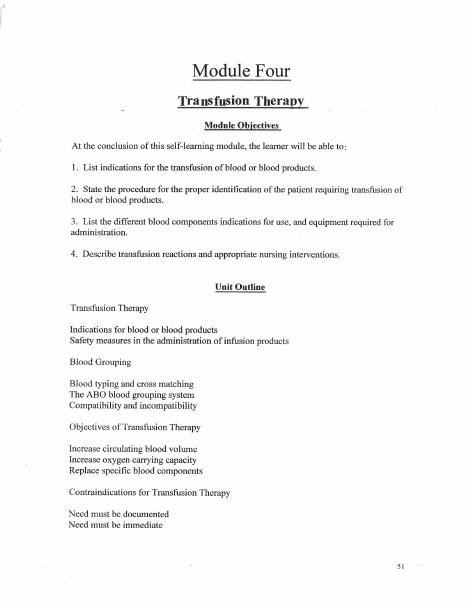 Module Four
Transfusion Therapy
Module Objectives
At the conclusion of this self-learning module, the learner will be able to:
1. List indications for the transfusion of blood or blood products.
2. State the procedure for the proper identification of the patient requiring transfusion of
blood or blood products.
3. List the different blood components indications for use, and equipment required for
administration.
4. Describe transfusion reactions and appropriate nursing interventions.
Unit Outline
Transfusion Therapy
Indications for blood or blood products
Safety measures in the administration of infusion products
Blood Grouping
Blood typing and cross matching
The ABO blood grouping system
Compatibility and incompatibility
Objectives of Transfusion Therapy
Increase circulating blood volume
Increase oxygen carrying capacity
Replace specific blood components
Contraindications for Transfusion Therapy
Need must be documented
Need must be immediate
51